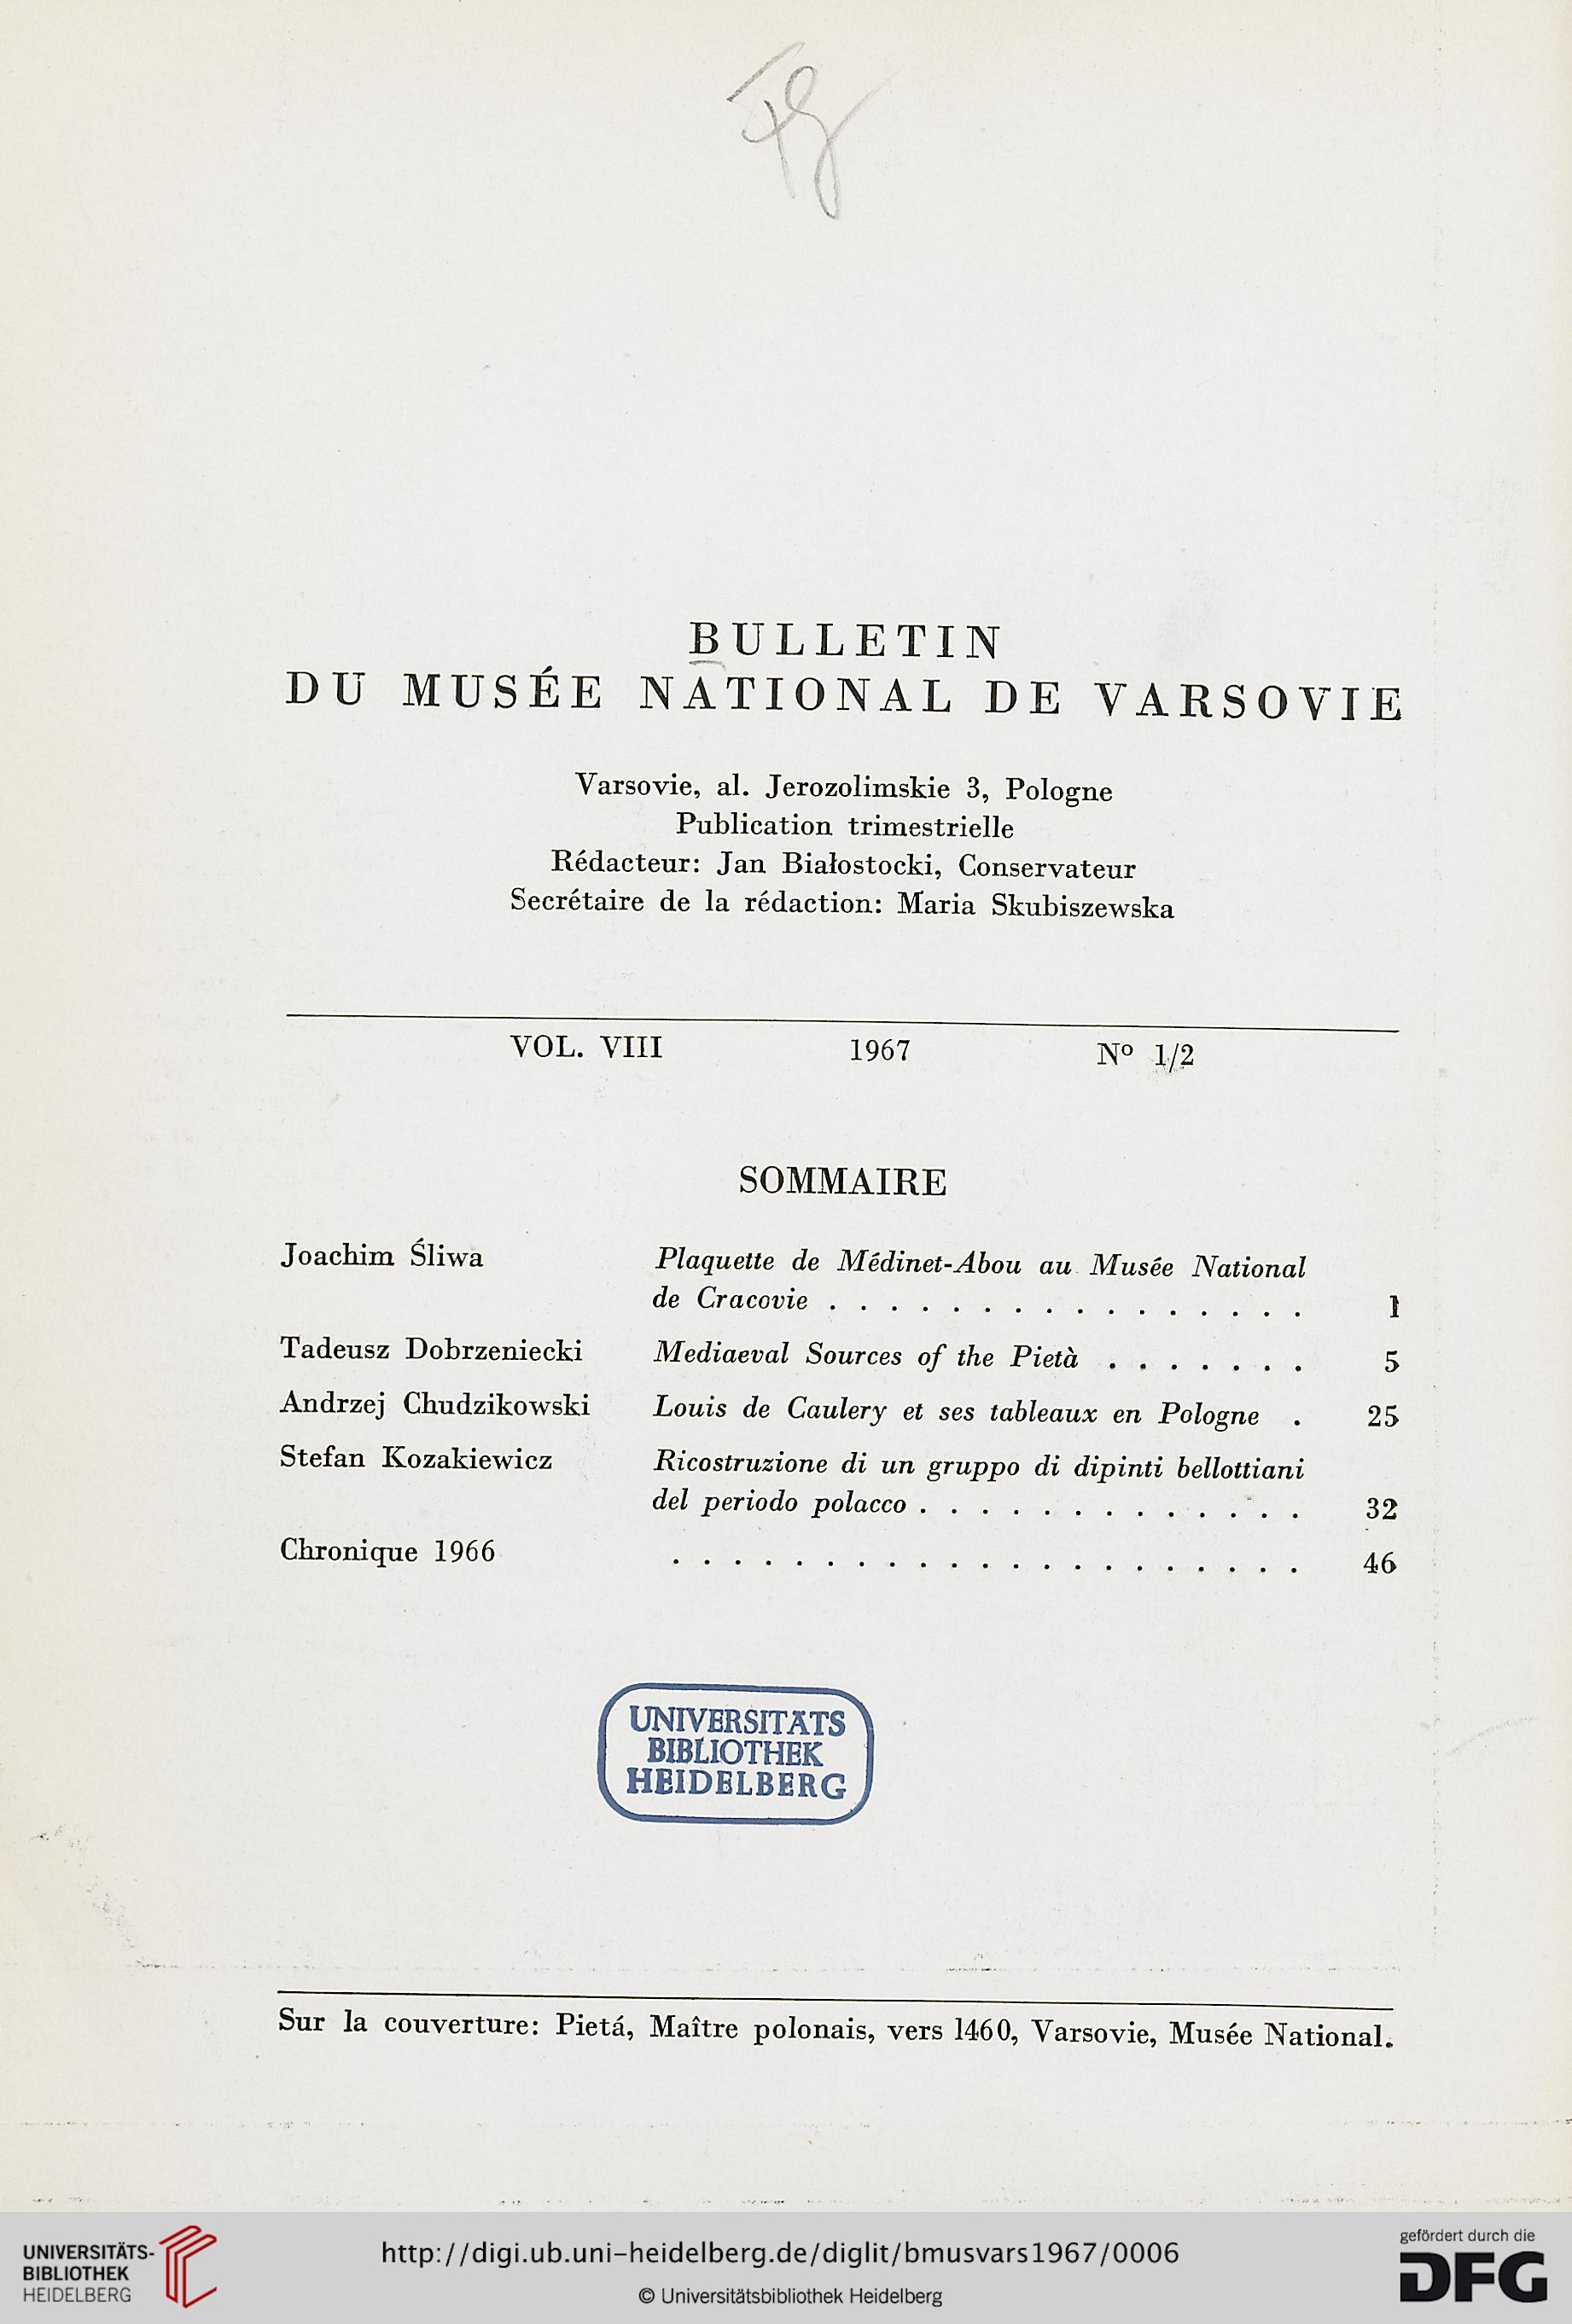 BULLETIN
DU MUSÉE NATIONAL DE VARSOVIE
Varsovie, al. Jerozolimskie 3, Pologne
Publication trimestrielle
Rédacteur: Jan Białostocki, Conservateur
Secrétaire de la rédaction: Maria Skubiszewska
VOL. VIII 1967 Nº 1/2
SOMMAIRE
Joachim Śliwa Plaquette de Médinet-Abou au Musée National
de Cracovie . . . . . . . . . . . . . . . . 1
Tadeusz Dobrzeniecki Mediaeval Sources of the Pietà . . . . . . . 5
Andrzej Chudzikowski Louis de Caulery et ses tableaux en Pologne . 25
Stefan Kozakiewicz Ricostruzione di un gruppo di dipinti bellottiani
del periodo polacco . . . . . . . . . . . . . 32
Chronique 1966 . . . . . . . . . . . . . . . . . . . . . 46
UNIVERSITÄTS
BIBLIOTHEK
HEIDELBERG
Sur la couverture: Pietá, Maître polonais, vers 1460, Varsovie, Musée National.
UNIVERSITÄTS-
BIBLIOTHEK
HEIDELBERG
http://digi.ub.uni-heidelberg.de/diglit/bmusvars1967/0006
© Universitätsbibliothek Heidelberg
gefördert durch die
DFG